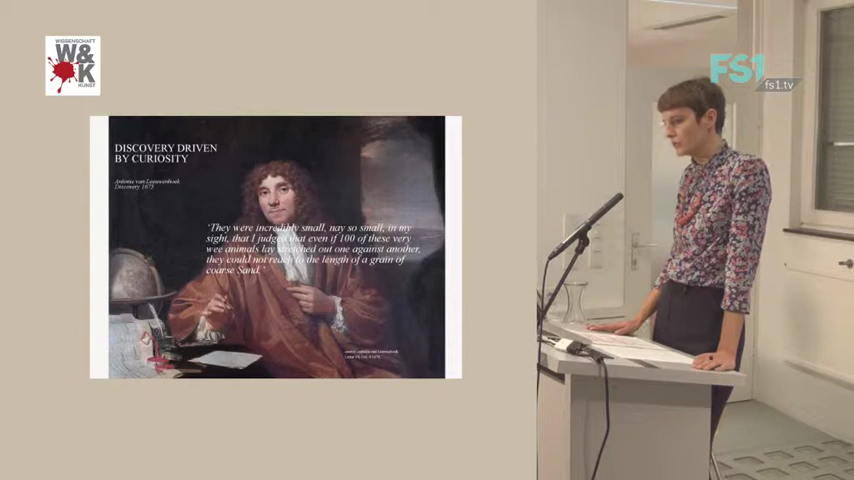 WISSENSCHAFT
W&K
KUNST
FS1
fs1.tv
DISCOVERY DRIVEN
BY CURIOSITY
Antonie van Leeuwenhoek
Discovery 1675
'They were incredibly small, nay so small, in my
sight, that I judged that even if 100 of these very
wee animals lay stretched out one against another,
they could not reach to the length of a grain of
coarse Sand.'